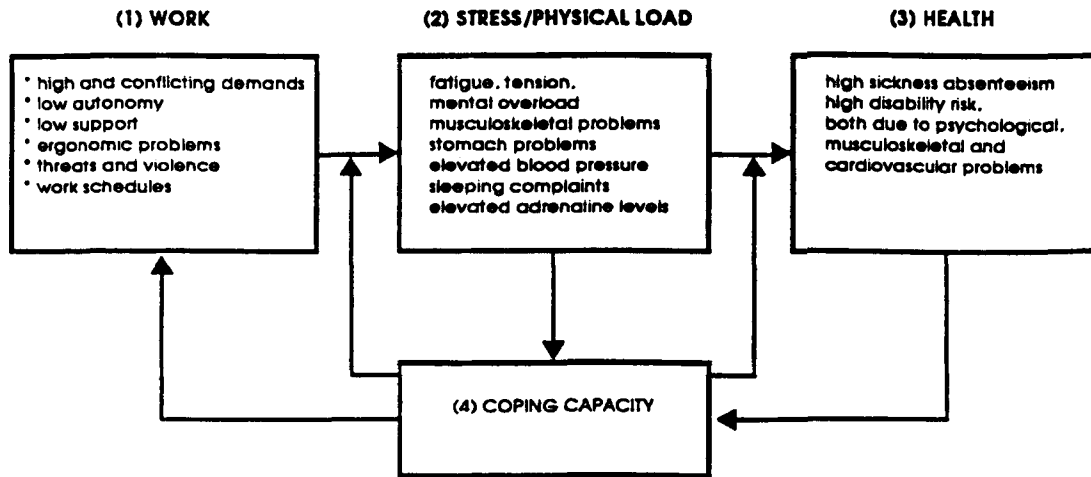 (1) WORK
(2) STRESS/PHYSICAL LOAD
(3) HEALTH
• high and conflicting demands
• low autonomy
• low support
• ergonomic problems
• threats and violence
• work schedules
fatigue, tension,
mental overload
musculoskeletal problems
stomach problems
elevated blood pressure
sleeping complaints
elevated adrenaline levels
high sickness absenteeism
high disability risk,
both due to psychological,
musculoskeletal and
cardiovascular problems
(4) COPING CAPACITY